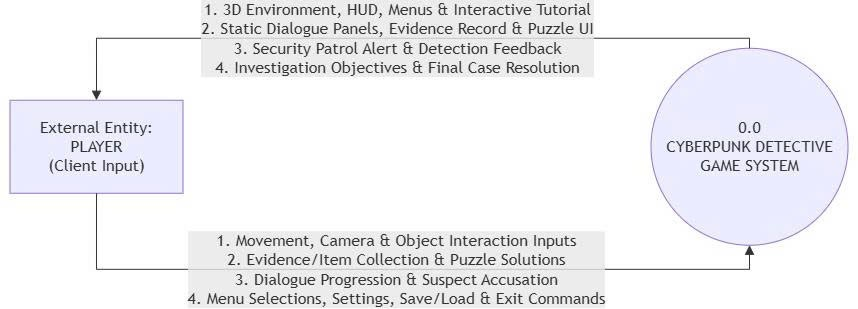 1. 3D Environment, HUD, Menus & Interactive Tutorial
2. Static Dialogue Panels, Evidence Record & Puzzle UI
3. Security Patrol Alert & Detection Feedback
4. Investigation Objectives & Final Case Resolution
External Entity:
PLAYER
(Client Input)
0.0
CYBERPUNK DETECTIVE
GAME SYSTEM
1. Movement, Camera & Object Interaction Inputs
2. Evidence/Item Collection & Puzzle Solutions
3. Dialogue Progression & Suspect Accusation
4. Menu Selections, Settings, Save/Load & Exit Commands